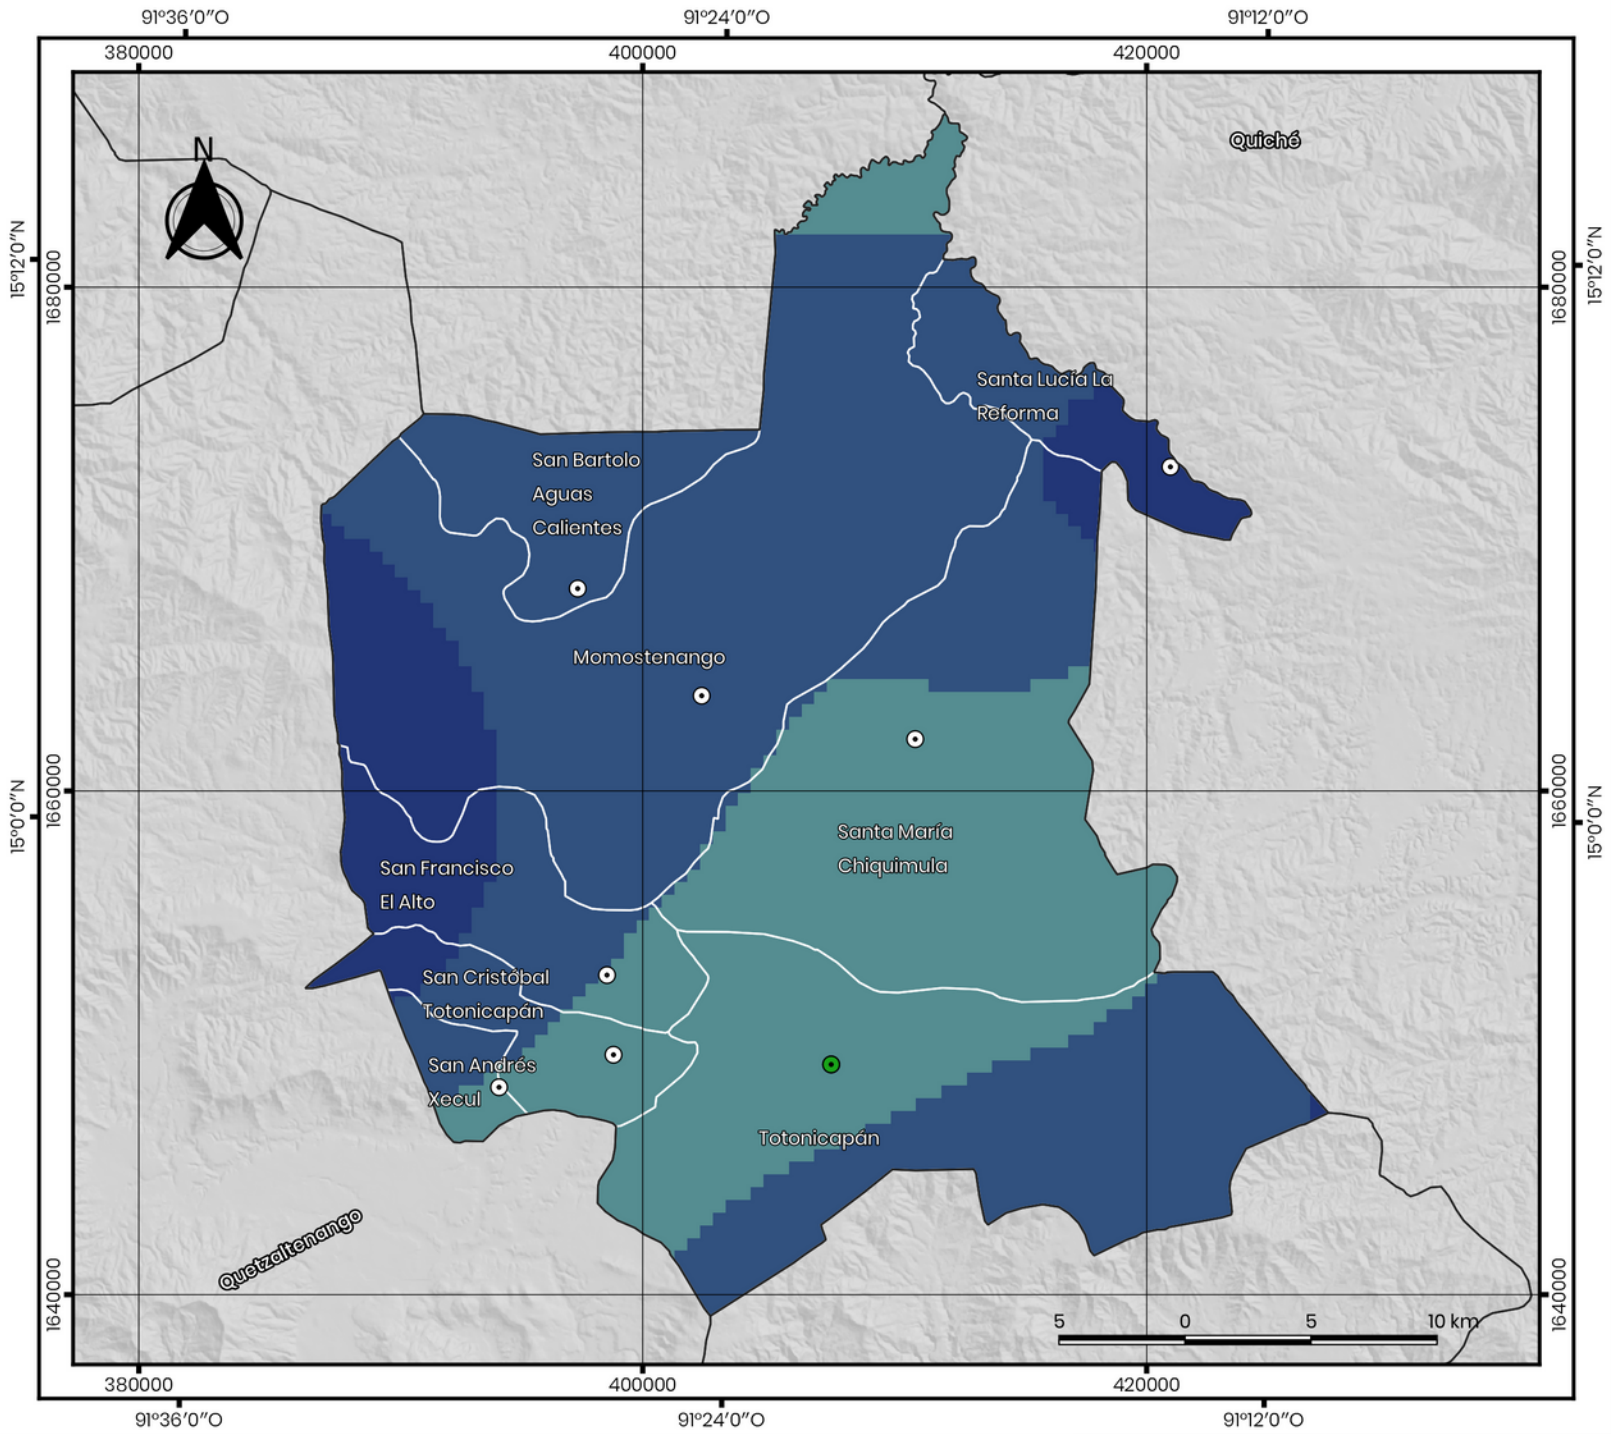 91°36'0"O 91°24'0"O 91°12'0"O
380000 400000 420000
N
Quiché
15°12'0"N
1680000
1680000
15°12'0"N
Santa Lucía La
Reforma
San Bartolo
Aguas
Calientes
Momostenango
15°0'0"N
1660000
1660000
15°0'0"N
Santa María
Chiquimula
San Francisco
El Alto
San Cristóbal
Totonicapán
San Andrés
Xecul
Totonicapán
Quetzaltenango
1640000
1640000
5 0 5 10 km
380000 400000 420000
91°36'0"O 91°24'0"O 91°12'0"O